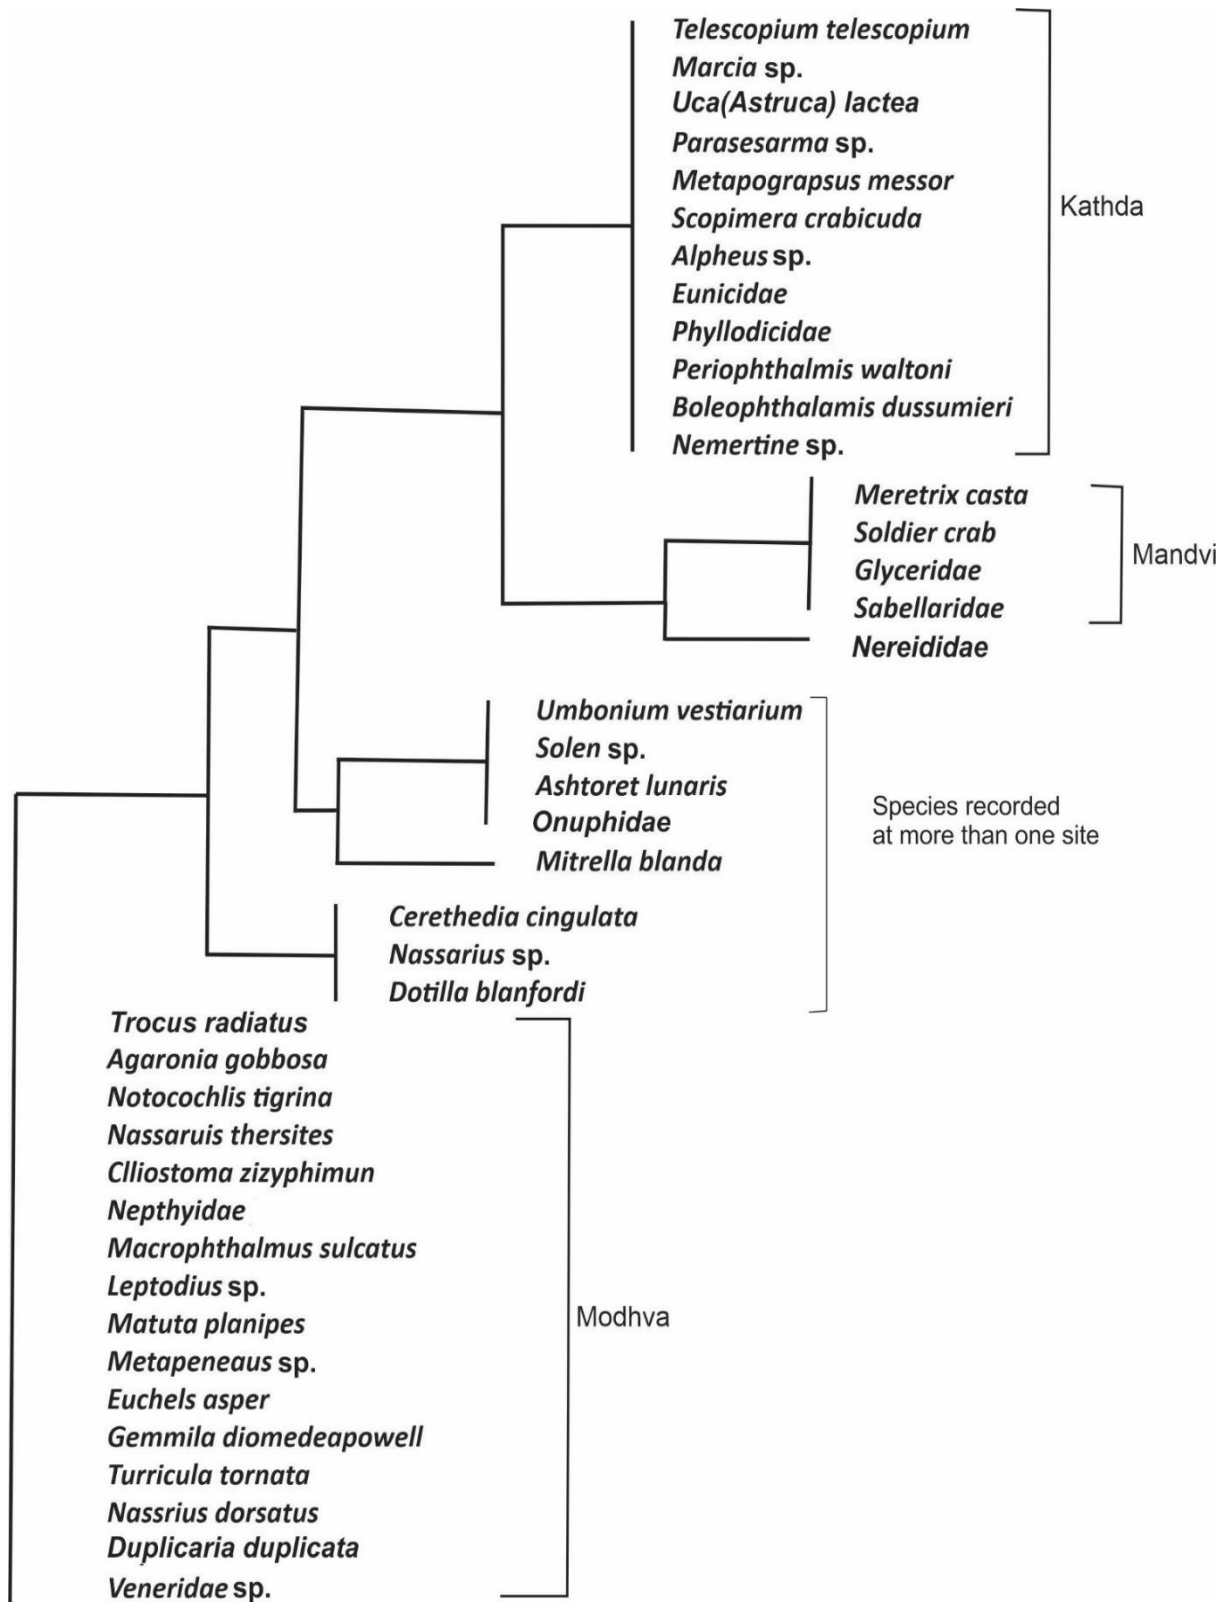 Telescopium telescopium
Marcia sp.
Uca(Astruca) lactea
Parasesarma sp.
Metapograpsus messor
Scopimera crabicuda
Alpheus sp.
Eunicidae
Phyllodicidae
Periophthalmis waltoni
Boleophthalamis dussumieri
Nemertine sp.
Kathda
Meretrix casta
Soldier crab
Glyceridae
Sabellaridae
Mandvi
Nereididae
Umbonium vestiarium
Solen sp.
Ashtoret lunaris
Onuphidae
Mitrella blanda
Cerethedia cingulata
Nassarius sp.
Dotilla blanfordi
Species recorded
at more than one site
Trocus radiatus
Agaronia gobbosa
Notocochlis tigrina
Nassaruis thersites
Clliostoma zizyphimun
Nepthyidae
Macrophthalmus sulcatus
Leptodius sp.
Matuta planipes
Metapeneaus sp.
Euchels asper
Gemmila diomedeapowell
Turricula tornata
Nassrius dorsatus
Duplicaria duplicata
Veneridae sp.
Modhva